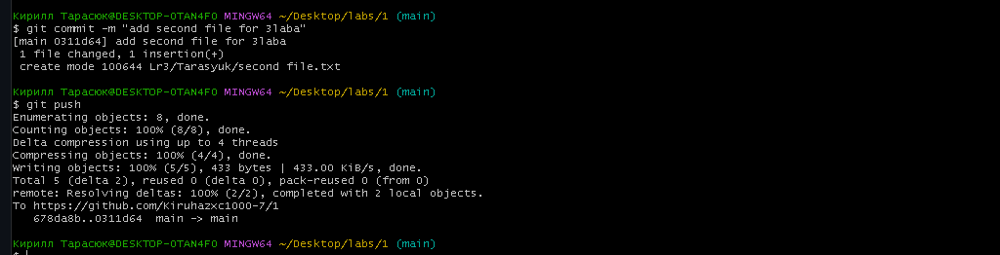 Кирилл Тарасюк@DESKTOP-OTAN4FO MINGW64 ~/Desktop/labs/1 (main)
$ git commit -m "add second file for 3laba"
[main 0311d64] add second file for 3laba
 1 file changed, 1 insertion(+)
 create mode 100644 Lr3/Tarasyuk/second file.txt

Кирилл Тарасюк@DESKTOP-OTAN4FO MINGW64 ~/Desktop/labs/1 (main)
$ git push
Enumerating objects: 8, done.
Counting objects: 100% (8/8), done.
Delta compression using up to 4 threads
Compressing objects: 100% (4/4), done.
Writing objects: 100% (5/5), 433 bytes | 433.00 KiB/s, done.
Total 5 (delta 2), reused 0 (delta 0), pack-reused 0 (from 0)
remote: Resolving deltas: 100% (2/2), completed with 2 local objects.
To https://github.com/Kiruhazxc1000-7/1
   678da8b..0311d64  main -> main

Кирилл Тарасюк@DESKTOP-OTAN4FO MINGW64 ~/Desktop/labs/1 (main)
$